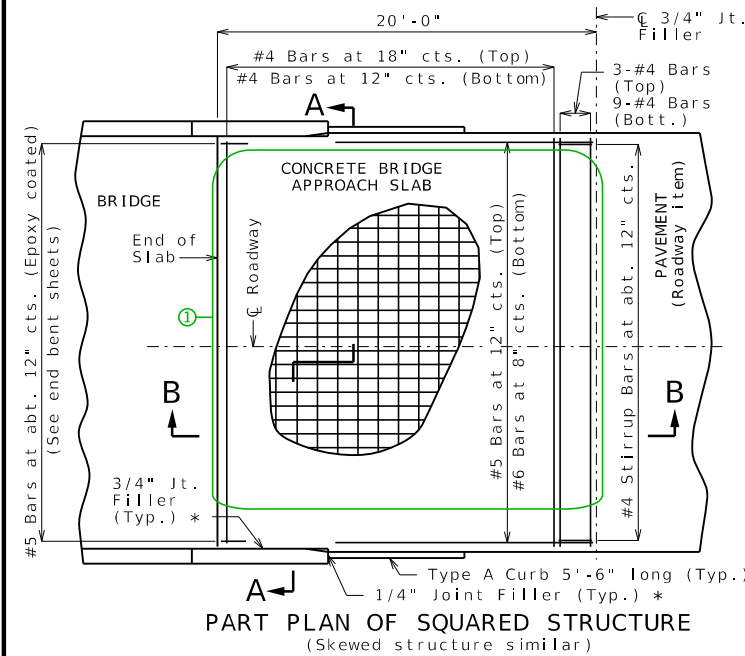 20'-0"
℄ 3/4" Jt.
Filler
#4 Bars at 18" cts. (Top)
#4 Bars at 12" cts. (Bottom)
3-#4 Bars
(Top)
9-#4 Bars
(Bott.)
A
CONCRETE BRIDGE
APPROACH SLAB
BRIDGE
End of
Slab
℄ Roadway
1
#5 Bars at abt. 12" cts. (Epoxy coated)
(See end bent sheets)
#5 Bars at 12" cts. (Top)
#6 Bars at 8" cts. (Bottom)
#4 Stirrup Bars at abt. 12" cts.
PAVEMENT
(Roadway item)
B
B
3/4" Jt.
Filler
(Typ.) *
A
Type A Curb 5'-6" long (Typ.)
1/4" Joint Filler (Typ.) *
PART PLAN OF SQUARED STRUCTURE
(Skewed structure similar)